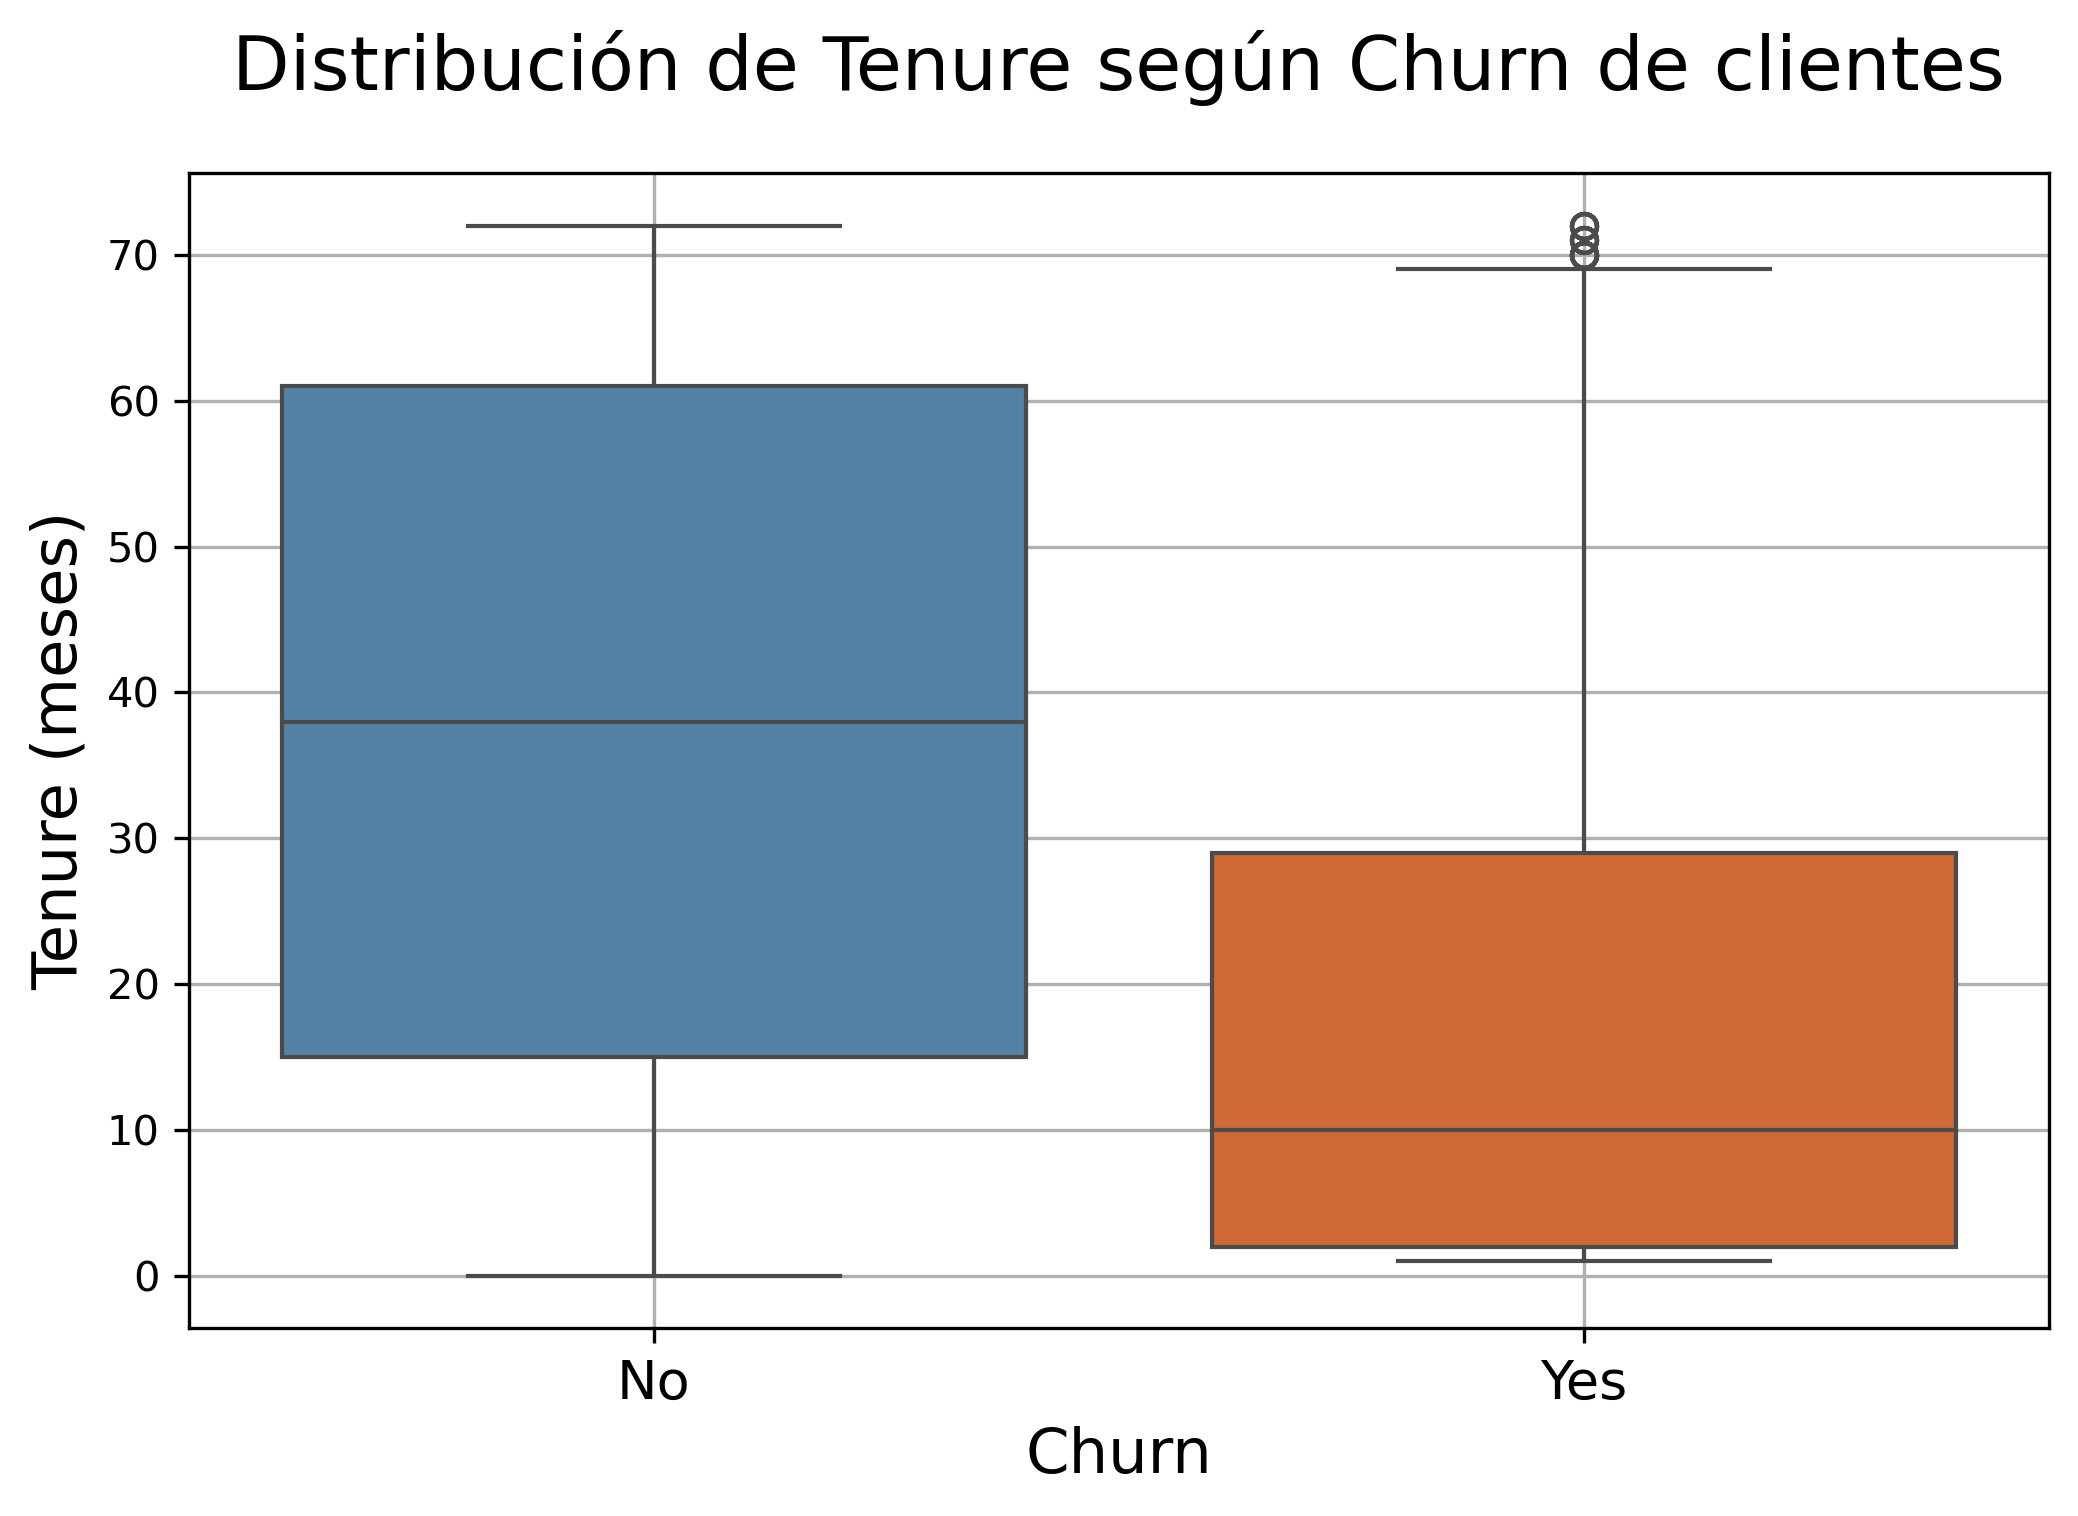 Distribución de Tenure según Churn de clientes
Tenure (meses)
70
60
50
40
30
20
10
0
No
Yes
Churn